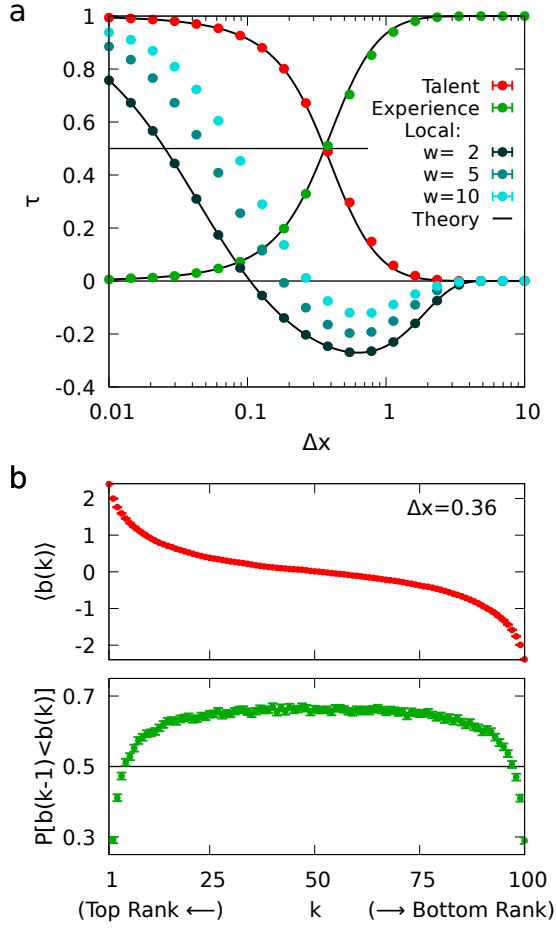 a
1
0.8
0.6
0.4
0.2
0
-0.2
-0.4
τ
Talent
Experience
Local:
w= 2
w= 5
w=10
Theory
0.01
0.1
1
10
Δx
b
2
1
0
-1
-2
⟨b(k)⟩
Δx=0.36
0.7
0.5
0.3
P[b(k-1)<b(k)]
1
25
50
75
100
(Top Rank ⟵)
k
(⟶ Bottom Rank)